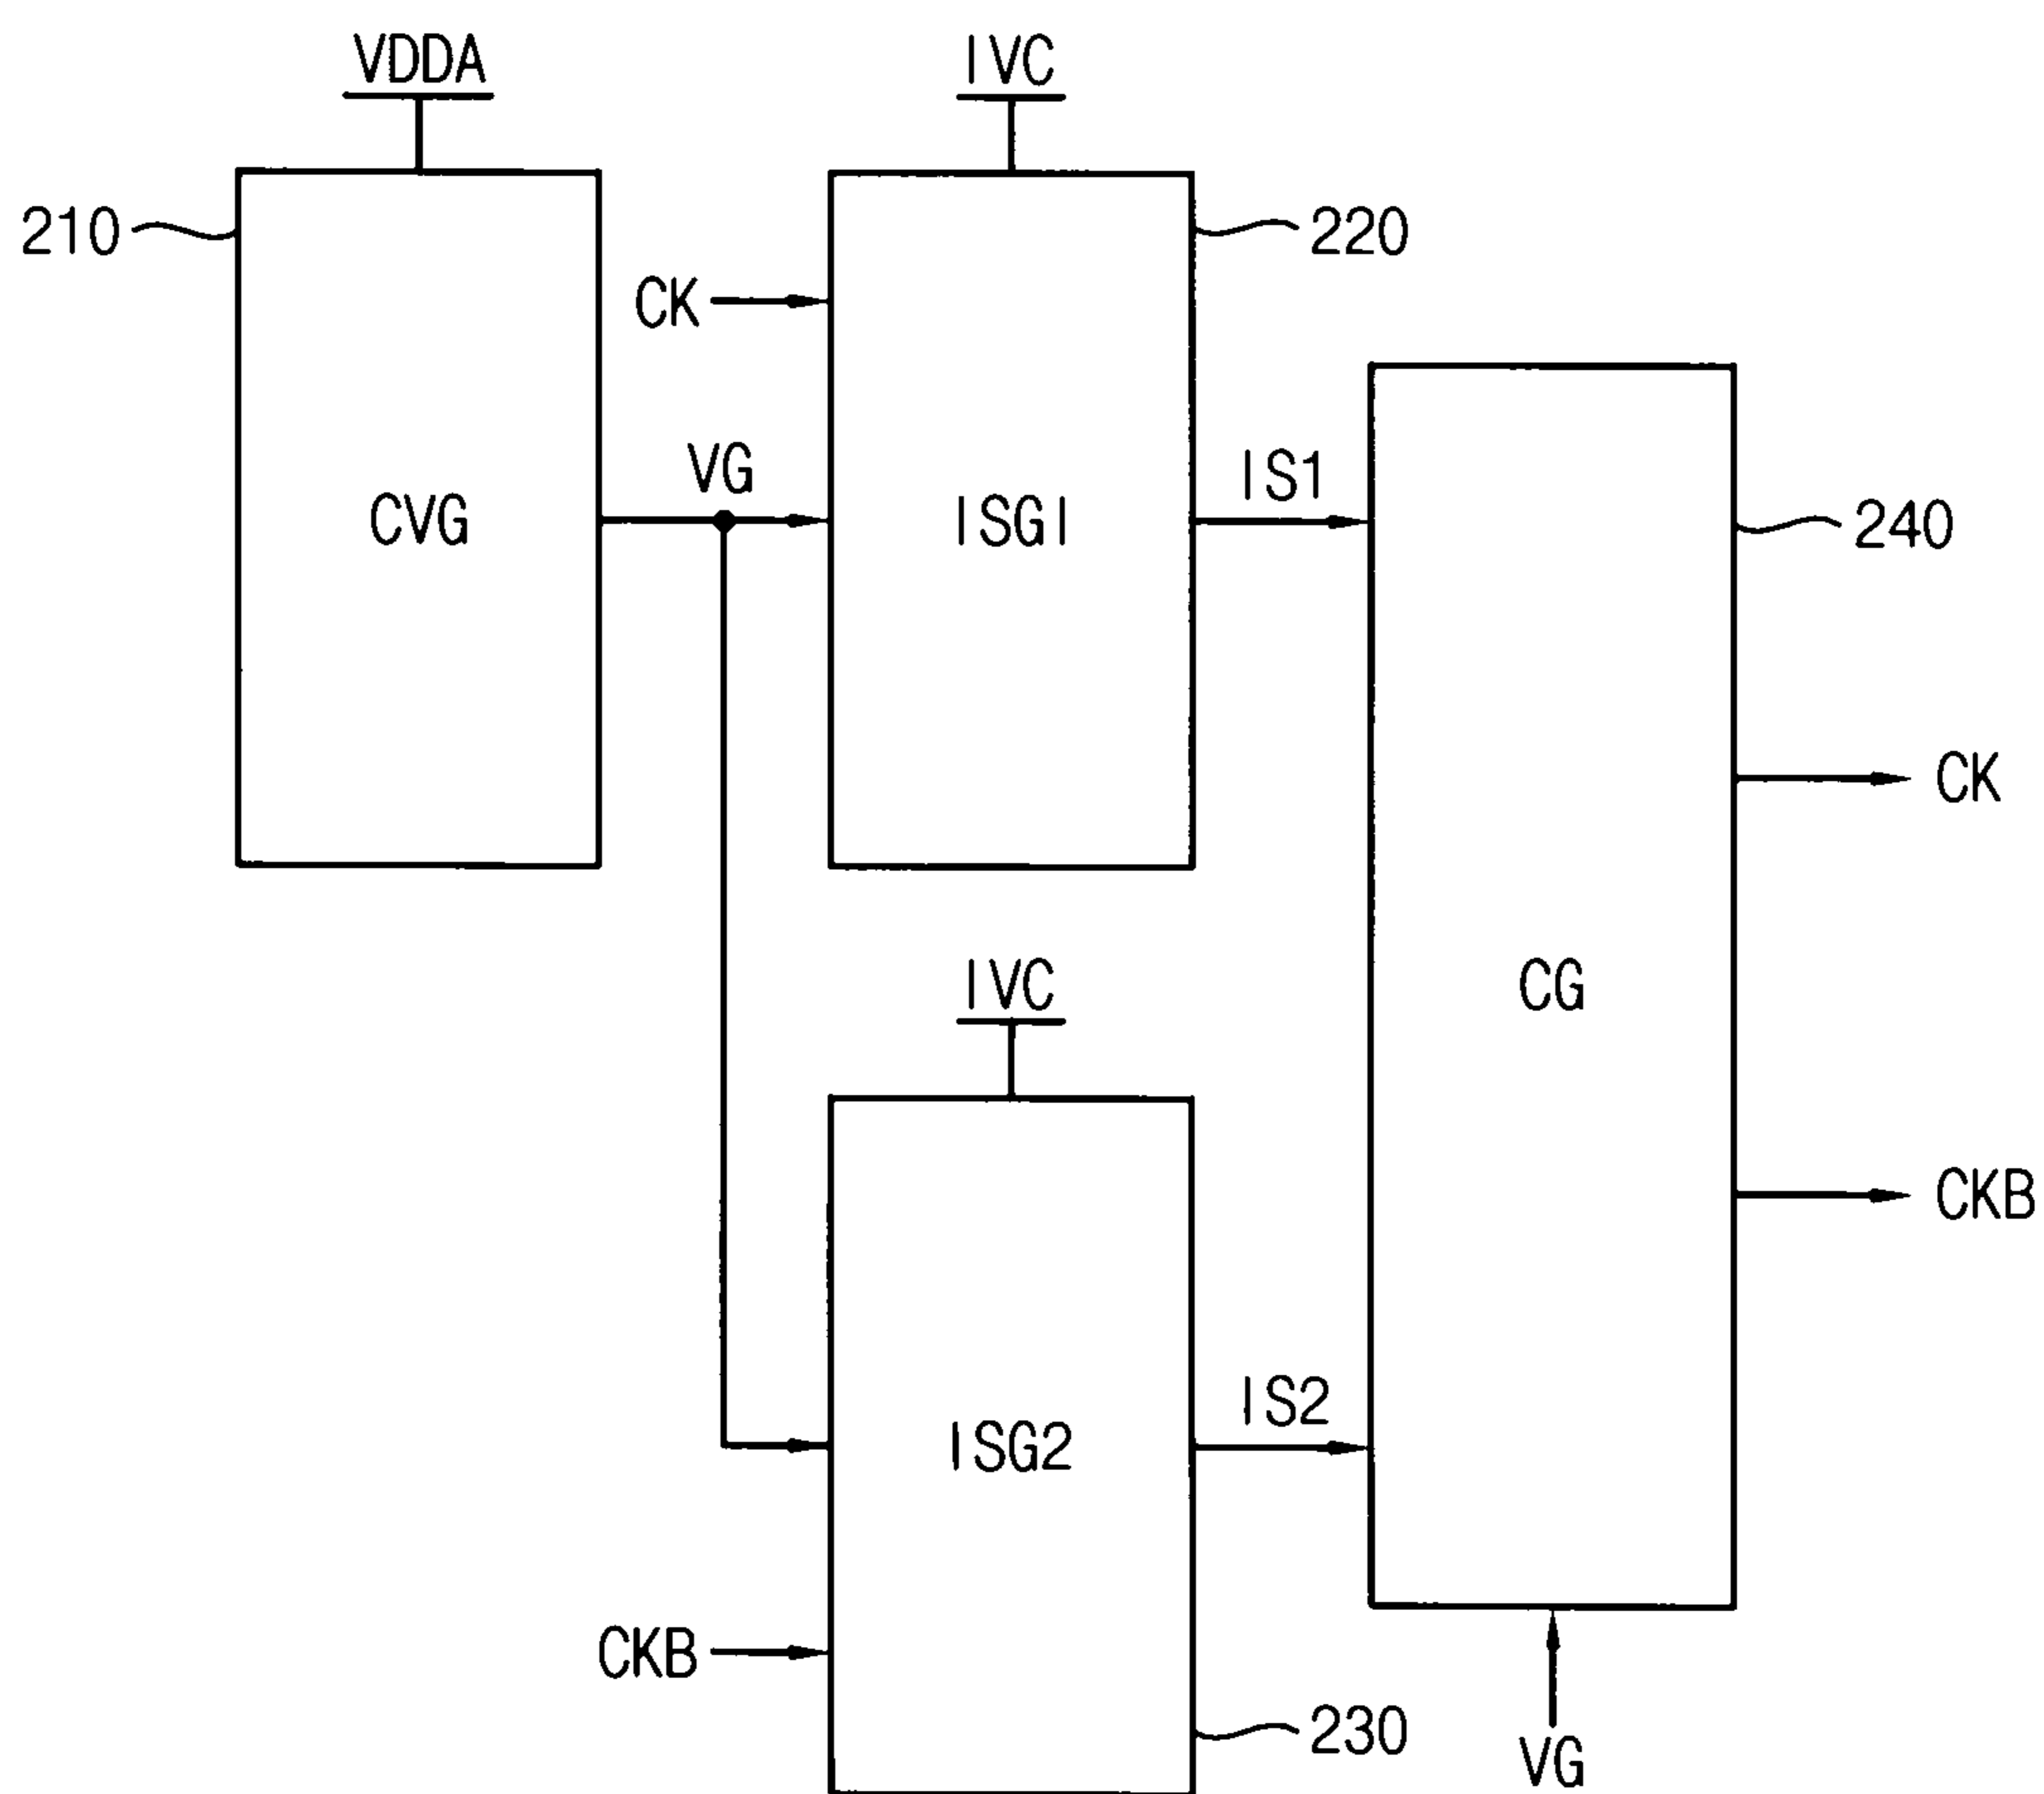 VDDA
IVC
210
220
CK
VG
IS1
CVG
ISG1
240
CK
IVC
CG
CKB
IS2
ISG2
CKB
230
VG